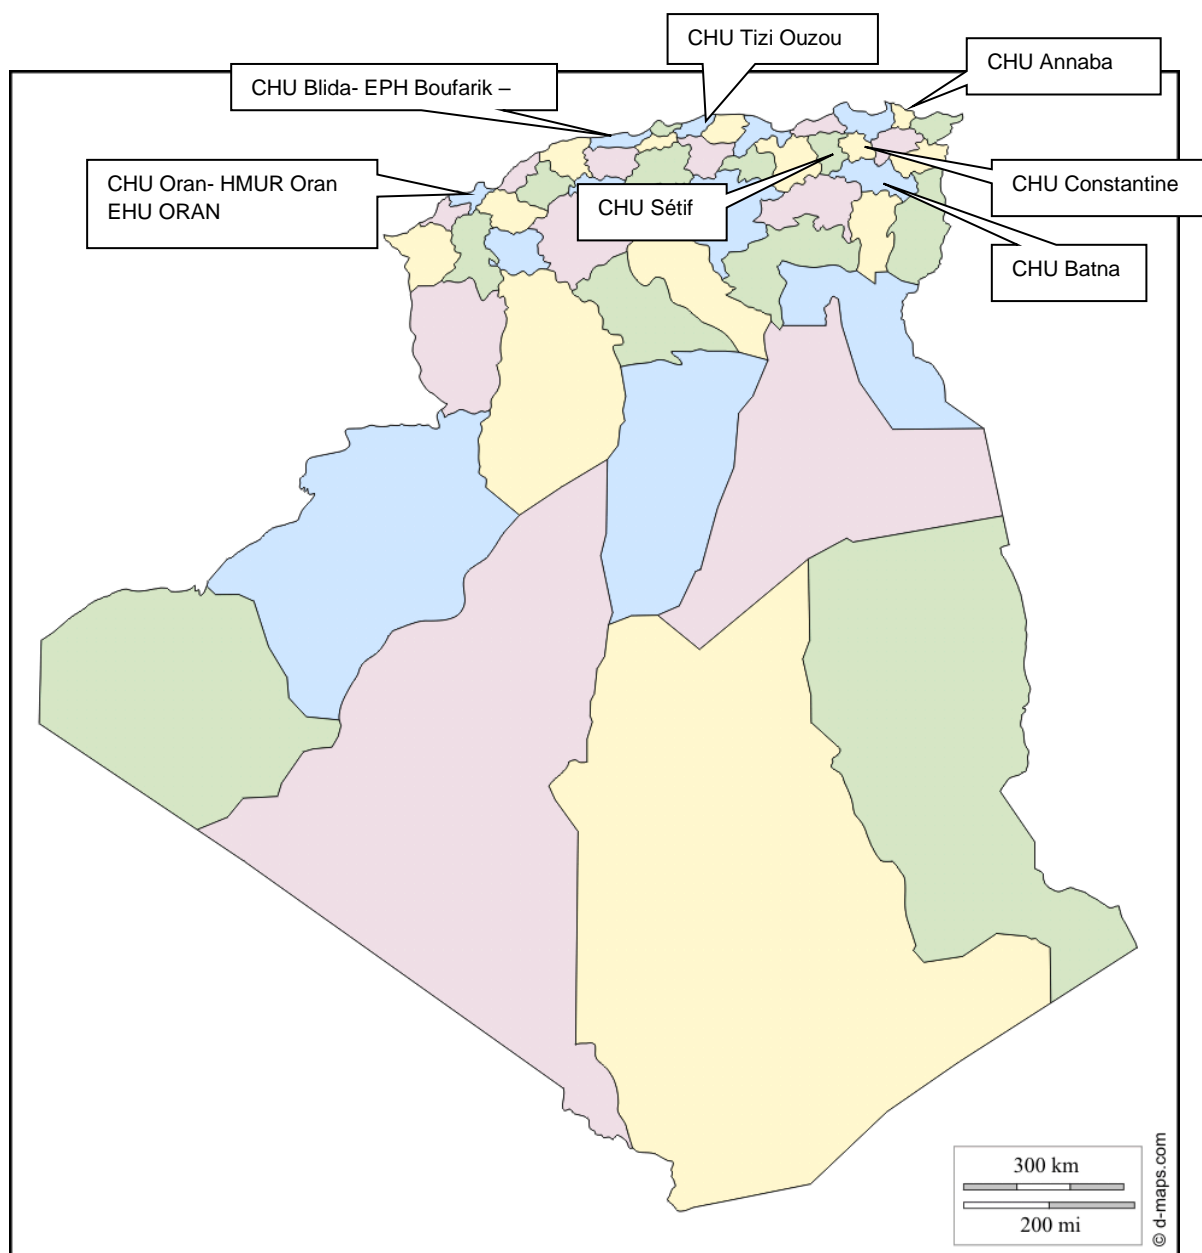 CHU Tizi Ouzou
CHU Annaba
CHU Blida- EPH Boufarik –
CHU Oran- HMUR Oran
EHU ORAN
CHU Sétif
CHU Constantine
CHU Batna
300 km
200 mi
© d-maps.com